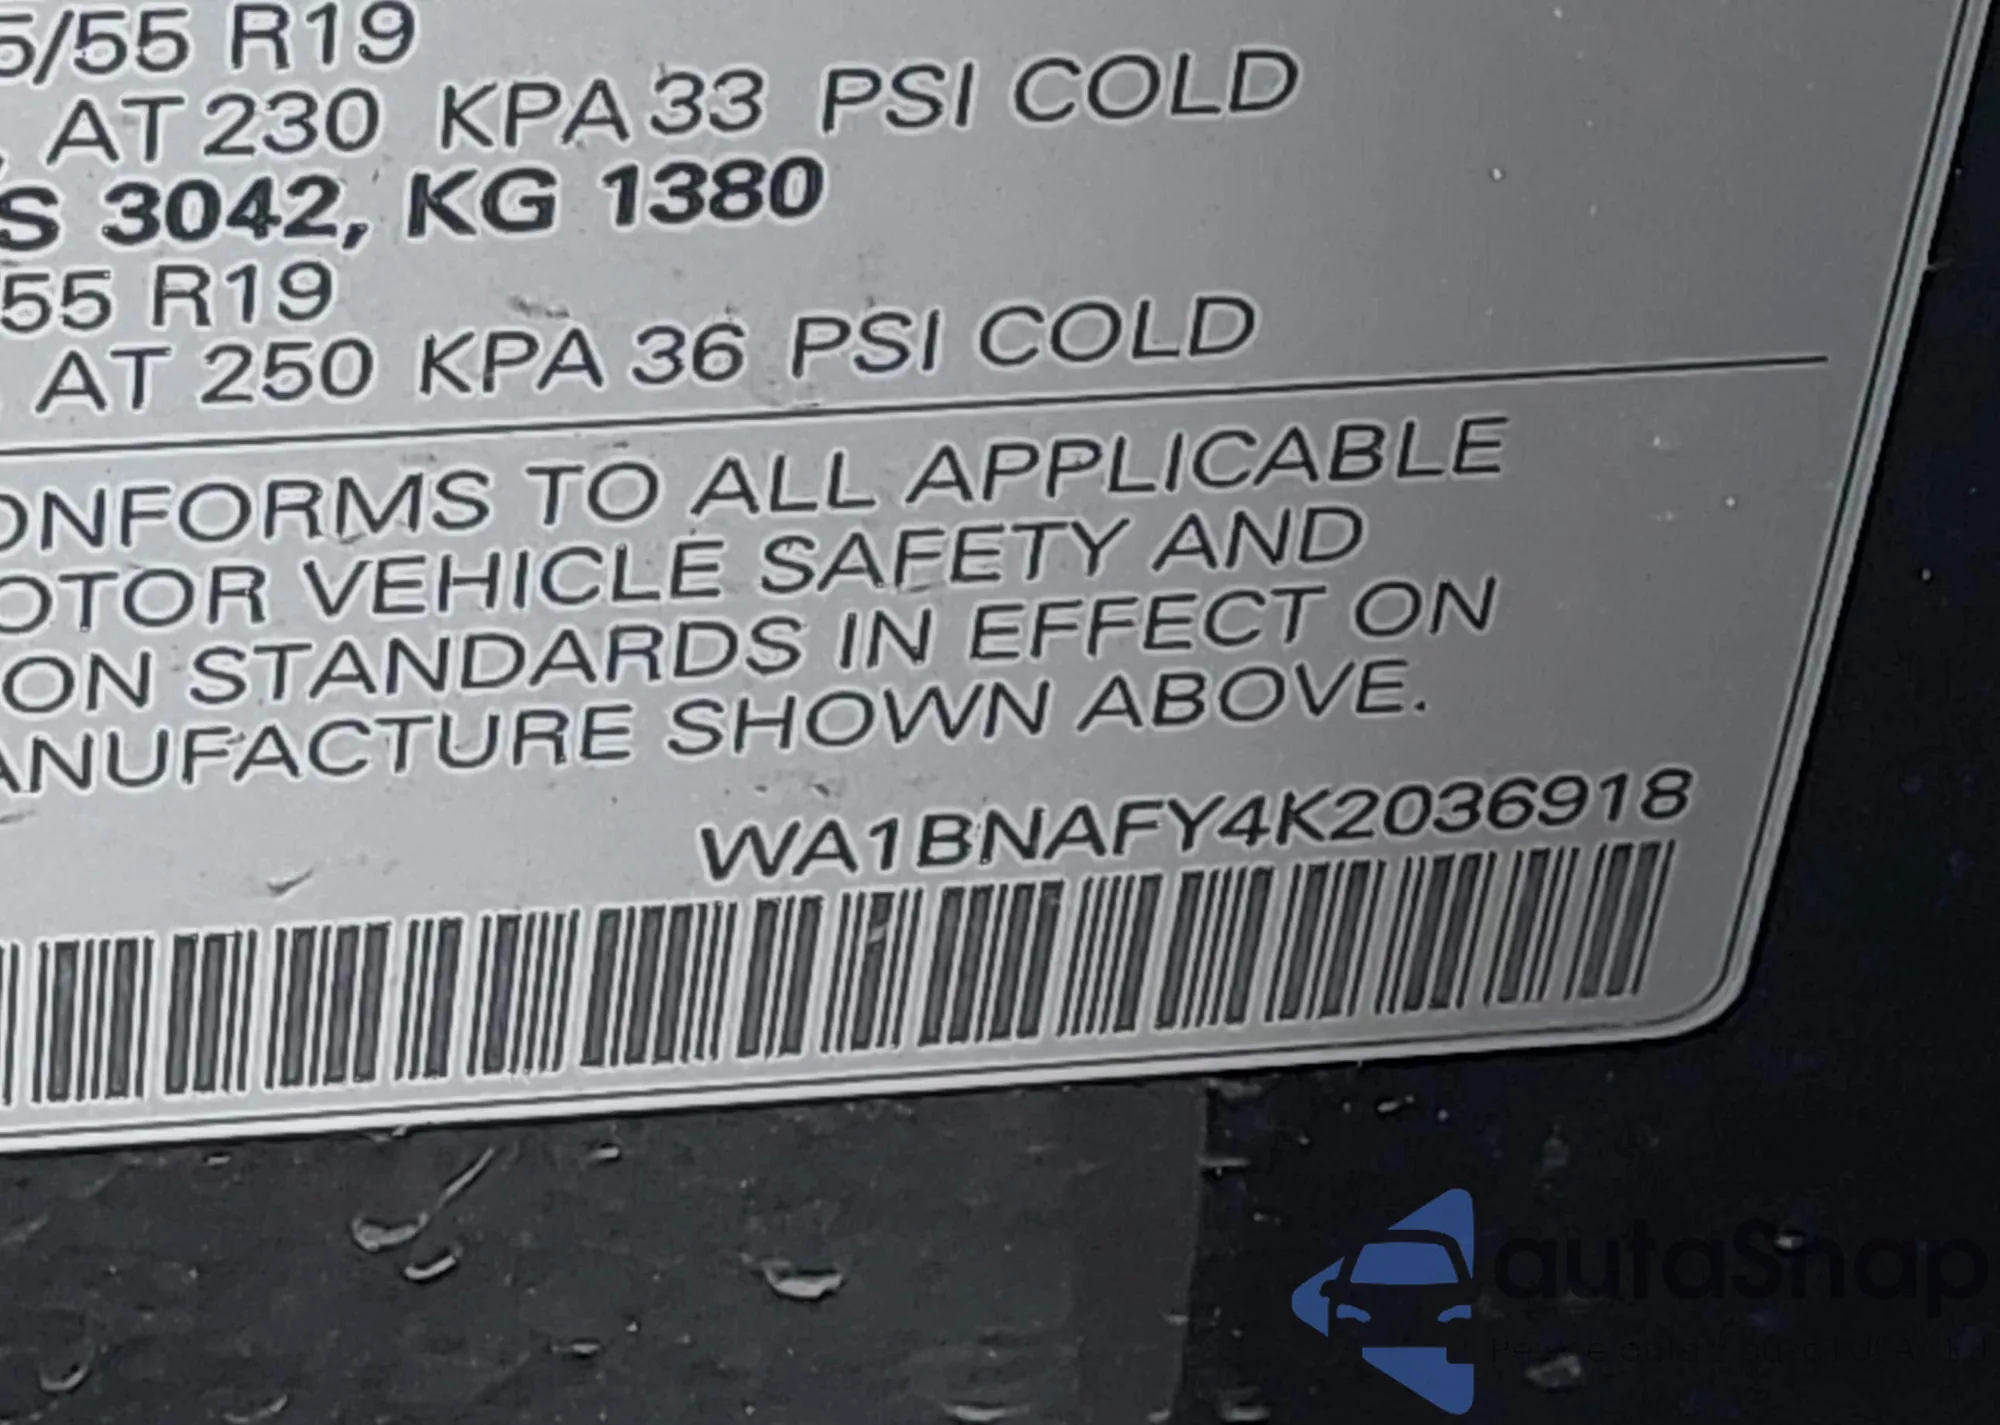 5/55 R19
, AT 230 KPA 33 PSI COLD
S 3042, KG 1380
55 R19
AT 250 KPA 36 PSI COLD
ONFORMS TO ALL APPLICABLE
OTOR VEHICLE SAFETY AND
ON STANDARDS IN EFFECT ON
ANUFACTURE SHOWN ABOVE.
WA1BNAFY4K2036918
autaSnap